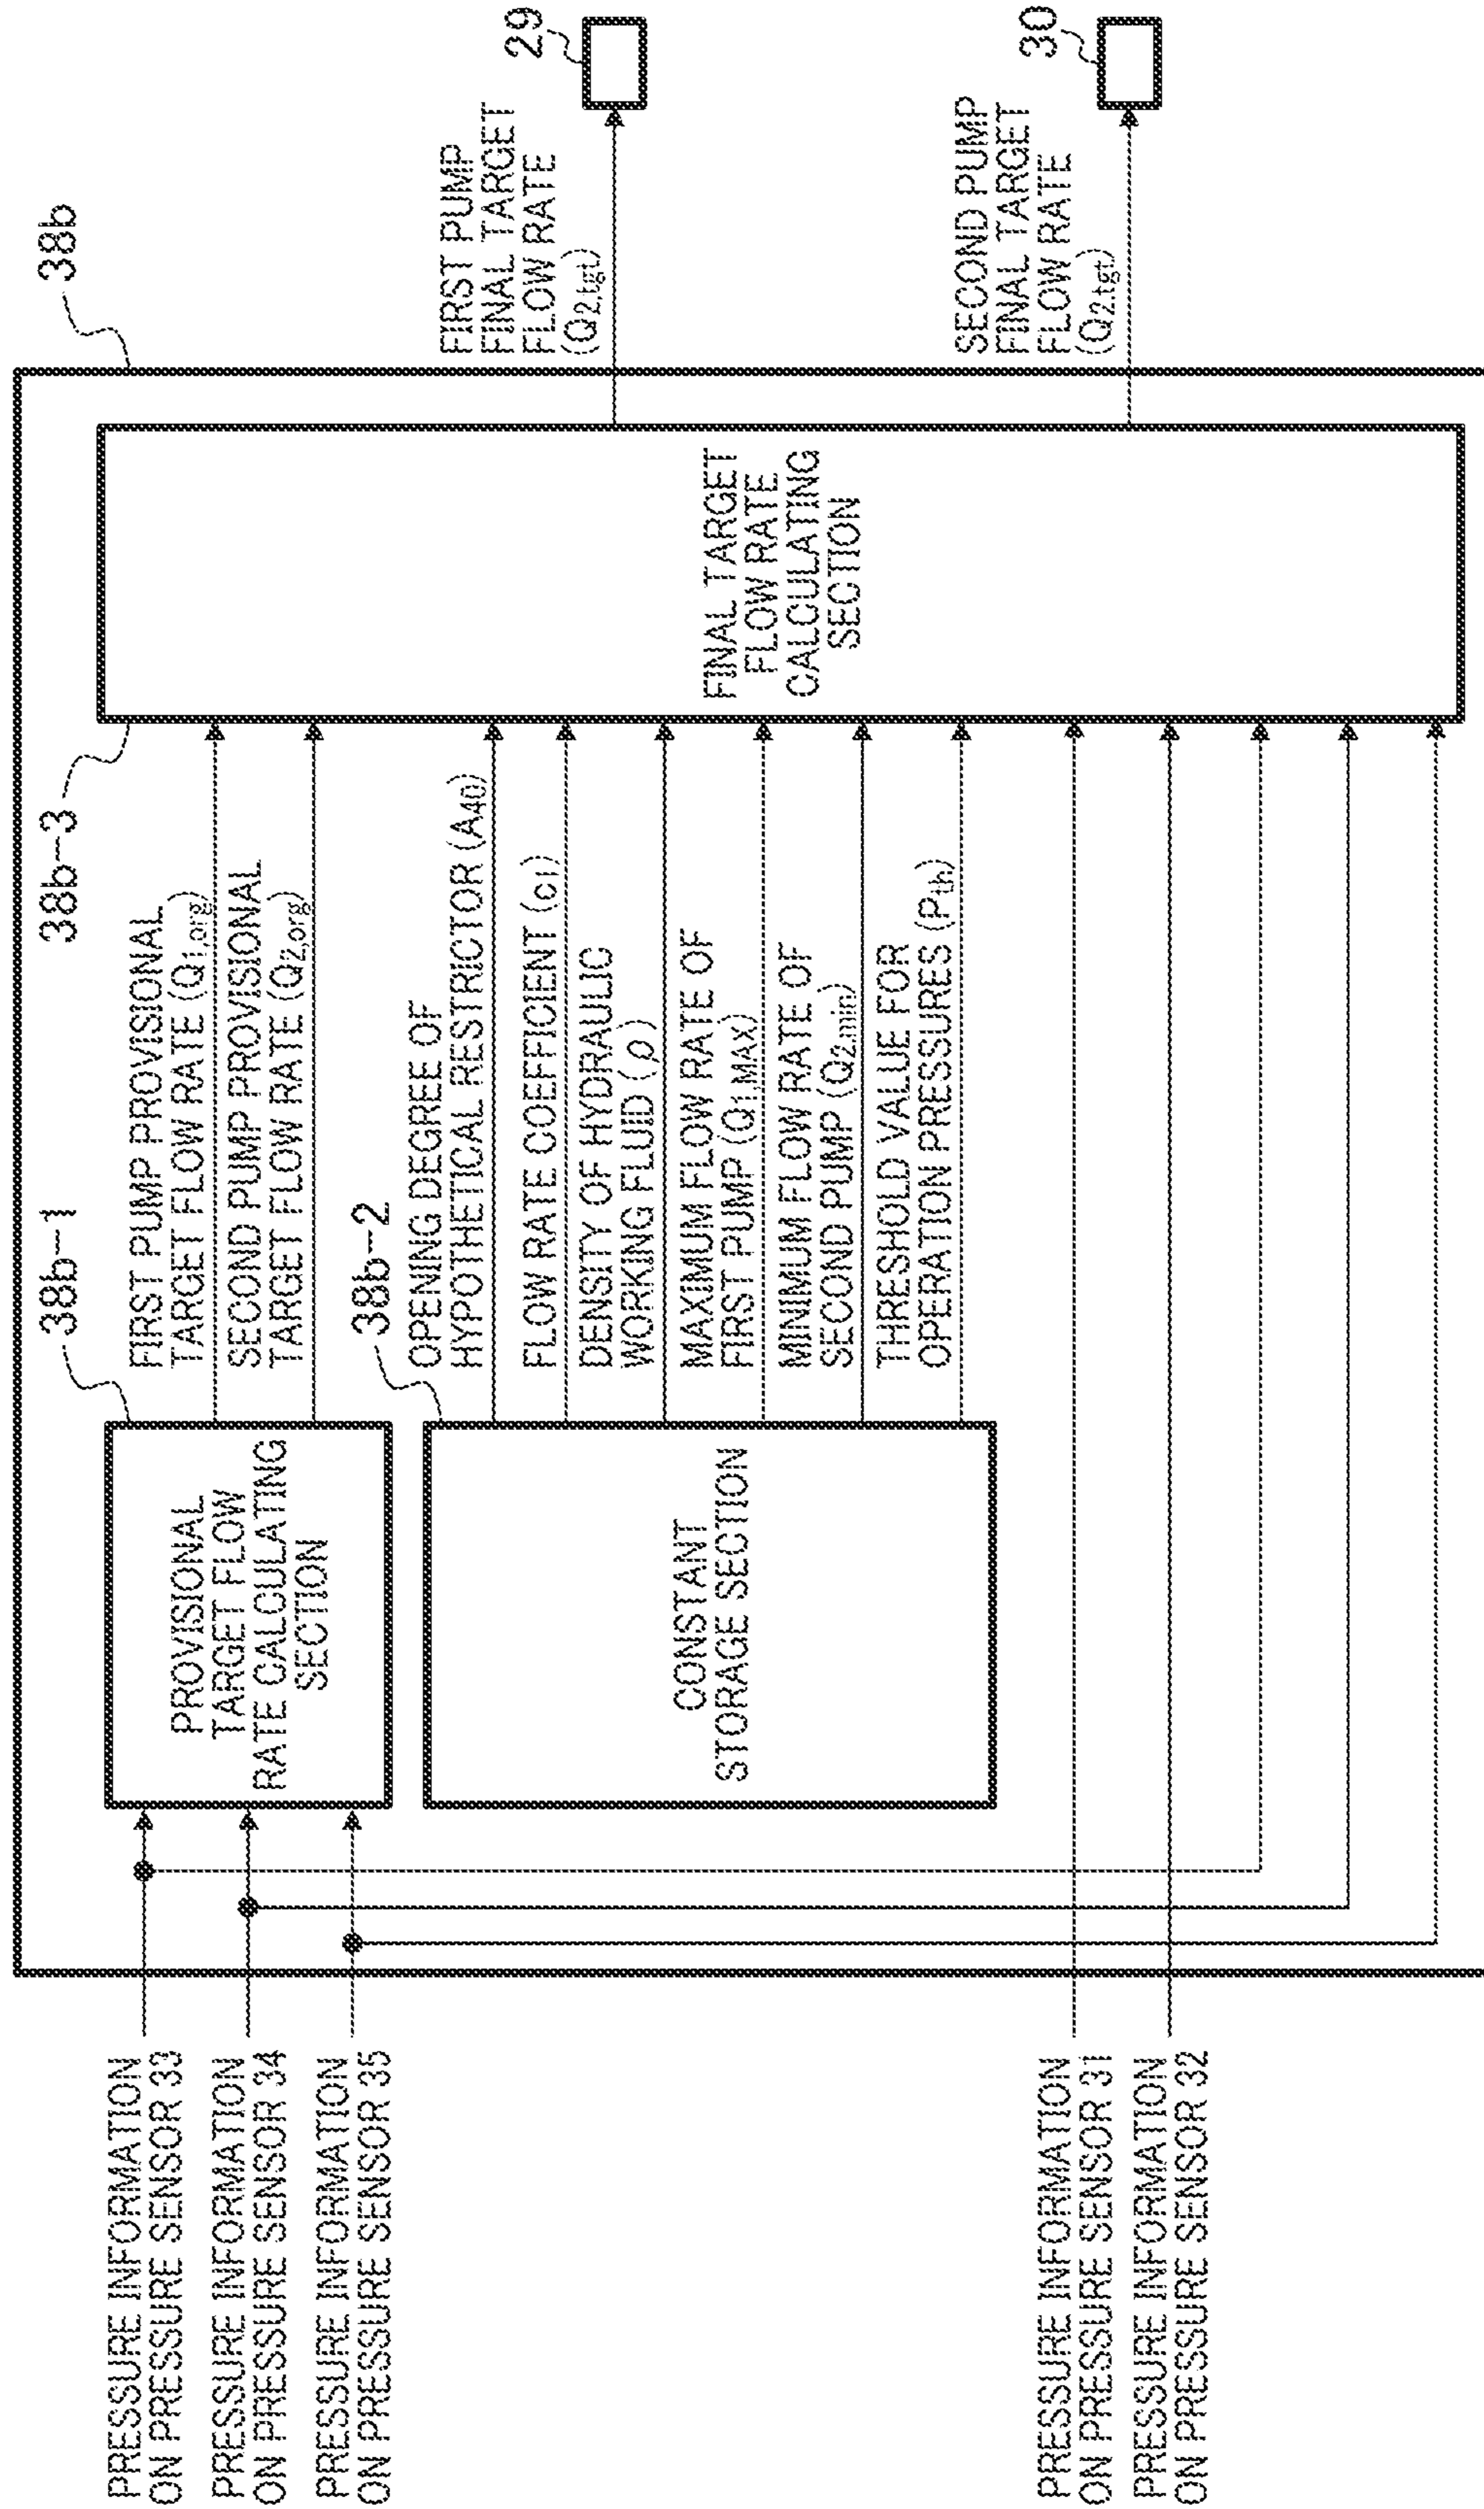 38b
38b-1
38b-3
PRESSURE INFORMATION
ON PRESSURE SENSOR 33
PRESSURE INFORMATION
ON PRESSURE SENSOR 34
PRESSURE INFORMATION
ON PRESSURE SENSOR 35
PROVISIONAL
TARGET FLOW
RATE CALCULATING
SECTION
FIRST PUMP PROVISIONAL
TARGET FLOW RATE (Q1,org)
SECOND PUMP PROVISIONAL
TARGET FLOW RATE (Q2,org)
38b-2
CONSTANT
STORAGE SECTION
OPENING DEGREE OF
HYPOTHETICAL RESTRICTOR (A40)
FLOW RATE COEFFICIENT (c1)
DENSITY OF HYDRAULIC
WORKING FLUID (ρ)
MAXIMUM FLOW RATE OF
FIRST PUMP (Q1,MAX)
MINIMUM FLOW RATE OF
SECOND PUMP (Q2,min)
THRESHOLD VALUE FOR
OPERATION PRESSURES (Pth)
PRESSURE INFORMATION
ON PRESSURE SENSOR 31
PRESSURE INFORMATION
ON PRESSURE SENSOR 32
FINAL TARGET
FLOW RATE
CALCULATING
SECTION
FIRST PUMP
FINAL TARGET
FLOW RATE
(Q2,tgt)
29
SECOND PUMP
FINAL TARGET
FLOW RATE
(Q2,tgt)
30